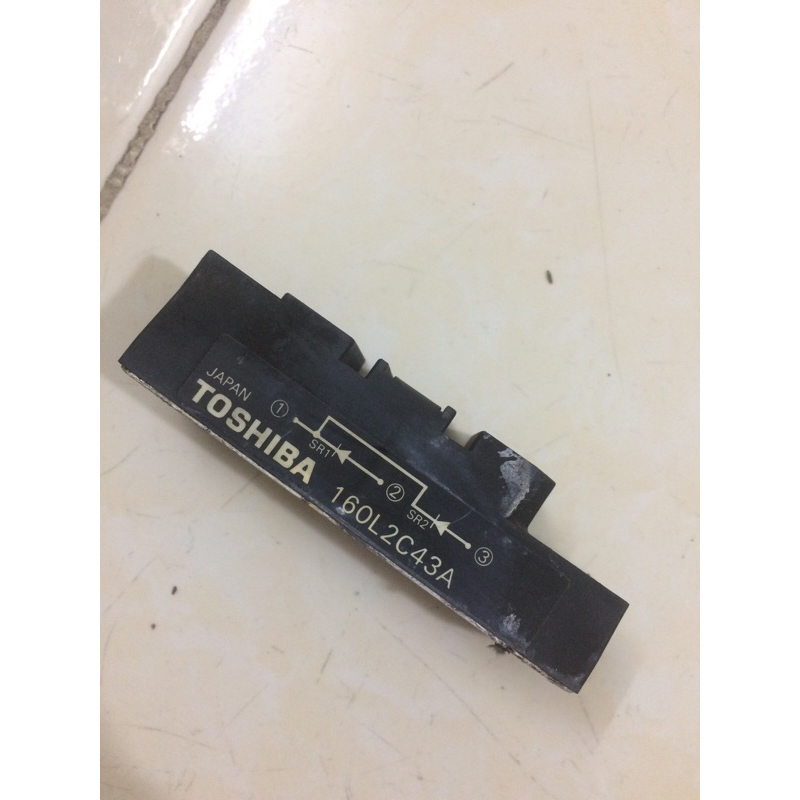 JAPAN
TOSHIBA
① SR1 ② SR2 ③
160L2C43A